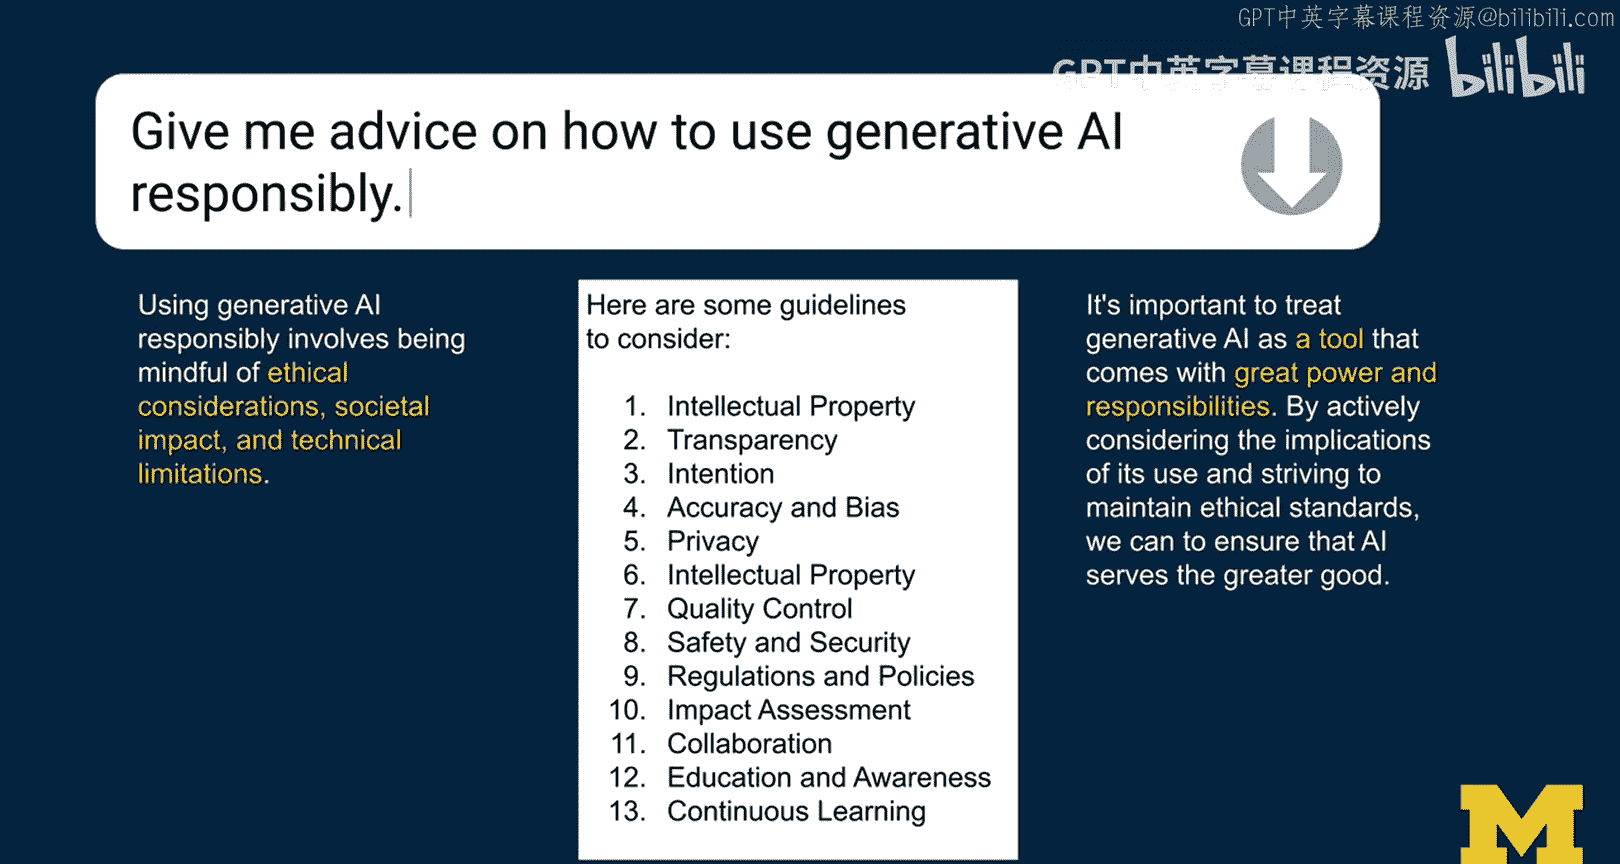 GPT中英字幕课程资源@bilibili.com
GPT中英字幕课程资源 bilibili
Give me advice on how to use generative AI
responsibly.
Using generative AI
responsibly involves being
mindful of ethical
considerations, societal
impact, and technical
limitations.
Here are some guidelines
to consider:
1. Intellectual Property
2. Transparency
3. Intention
4. Accuracy and Bias
5. Privacy
6. Intellectual Property
7. Quality Control
8. Safety and Security
9. Regulations and Policies
10. Impact Assessment
11. Collaboration
12. Education and Awareness
13. Continuous Learning
It's important to treat
generative AI as a tool that
comes with great power and
responsibilities. By actively
considering the implications
of its use and striving to
maintain ethical standards,
we can to ensure that AI
serves the greater good.
M